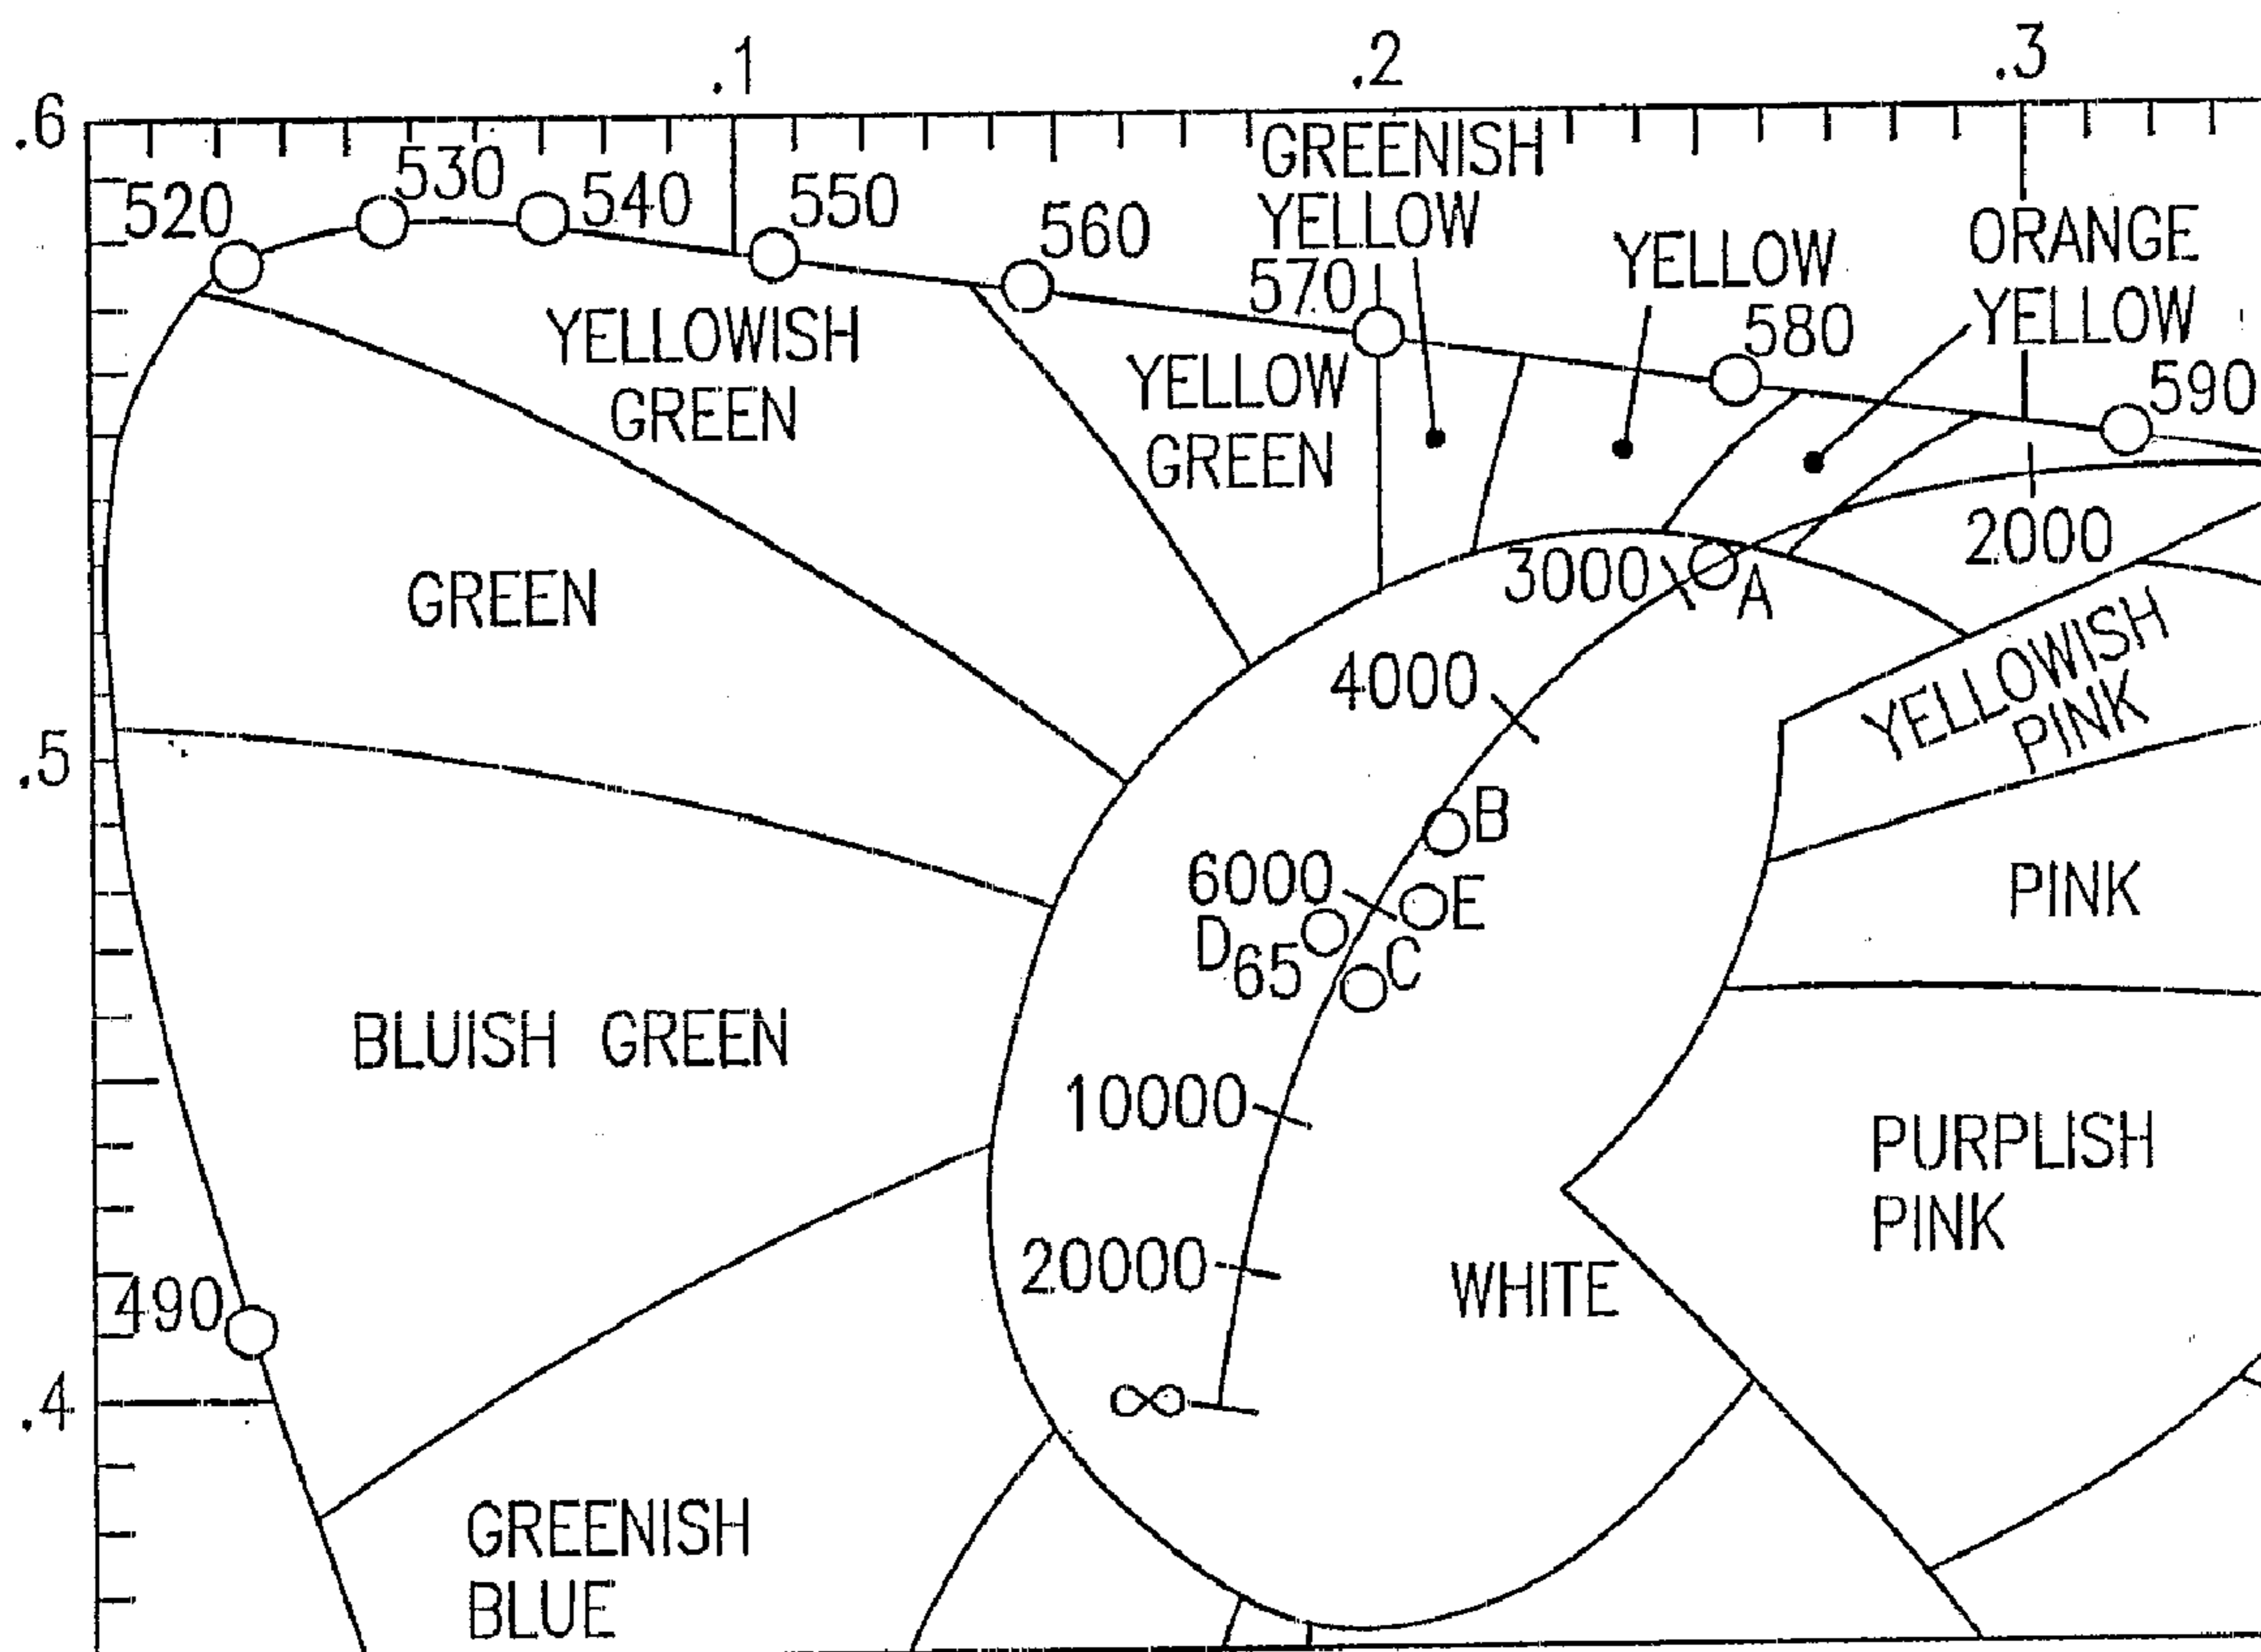 .1
.2
.3
.6
520
530
540
550
560
GREENISH
YELLOW
570
YELLOW
580
ORANGE
YELLOW
590
YELLOWISH
GREEN
YELLOW
GREEN
GREEN
3000
A
2000
4000
YELLOWISH
PINK
.5
B
6000
E
D65
C
PINK
BLUISH GREEN
10000
PURPLISH
PINK
20000
WHITE
490
∞
.4
GREENISH
BLUE